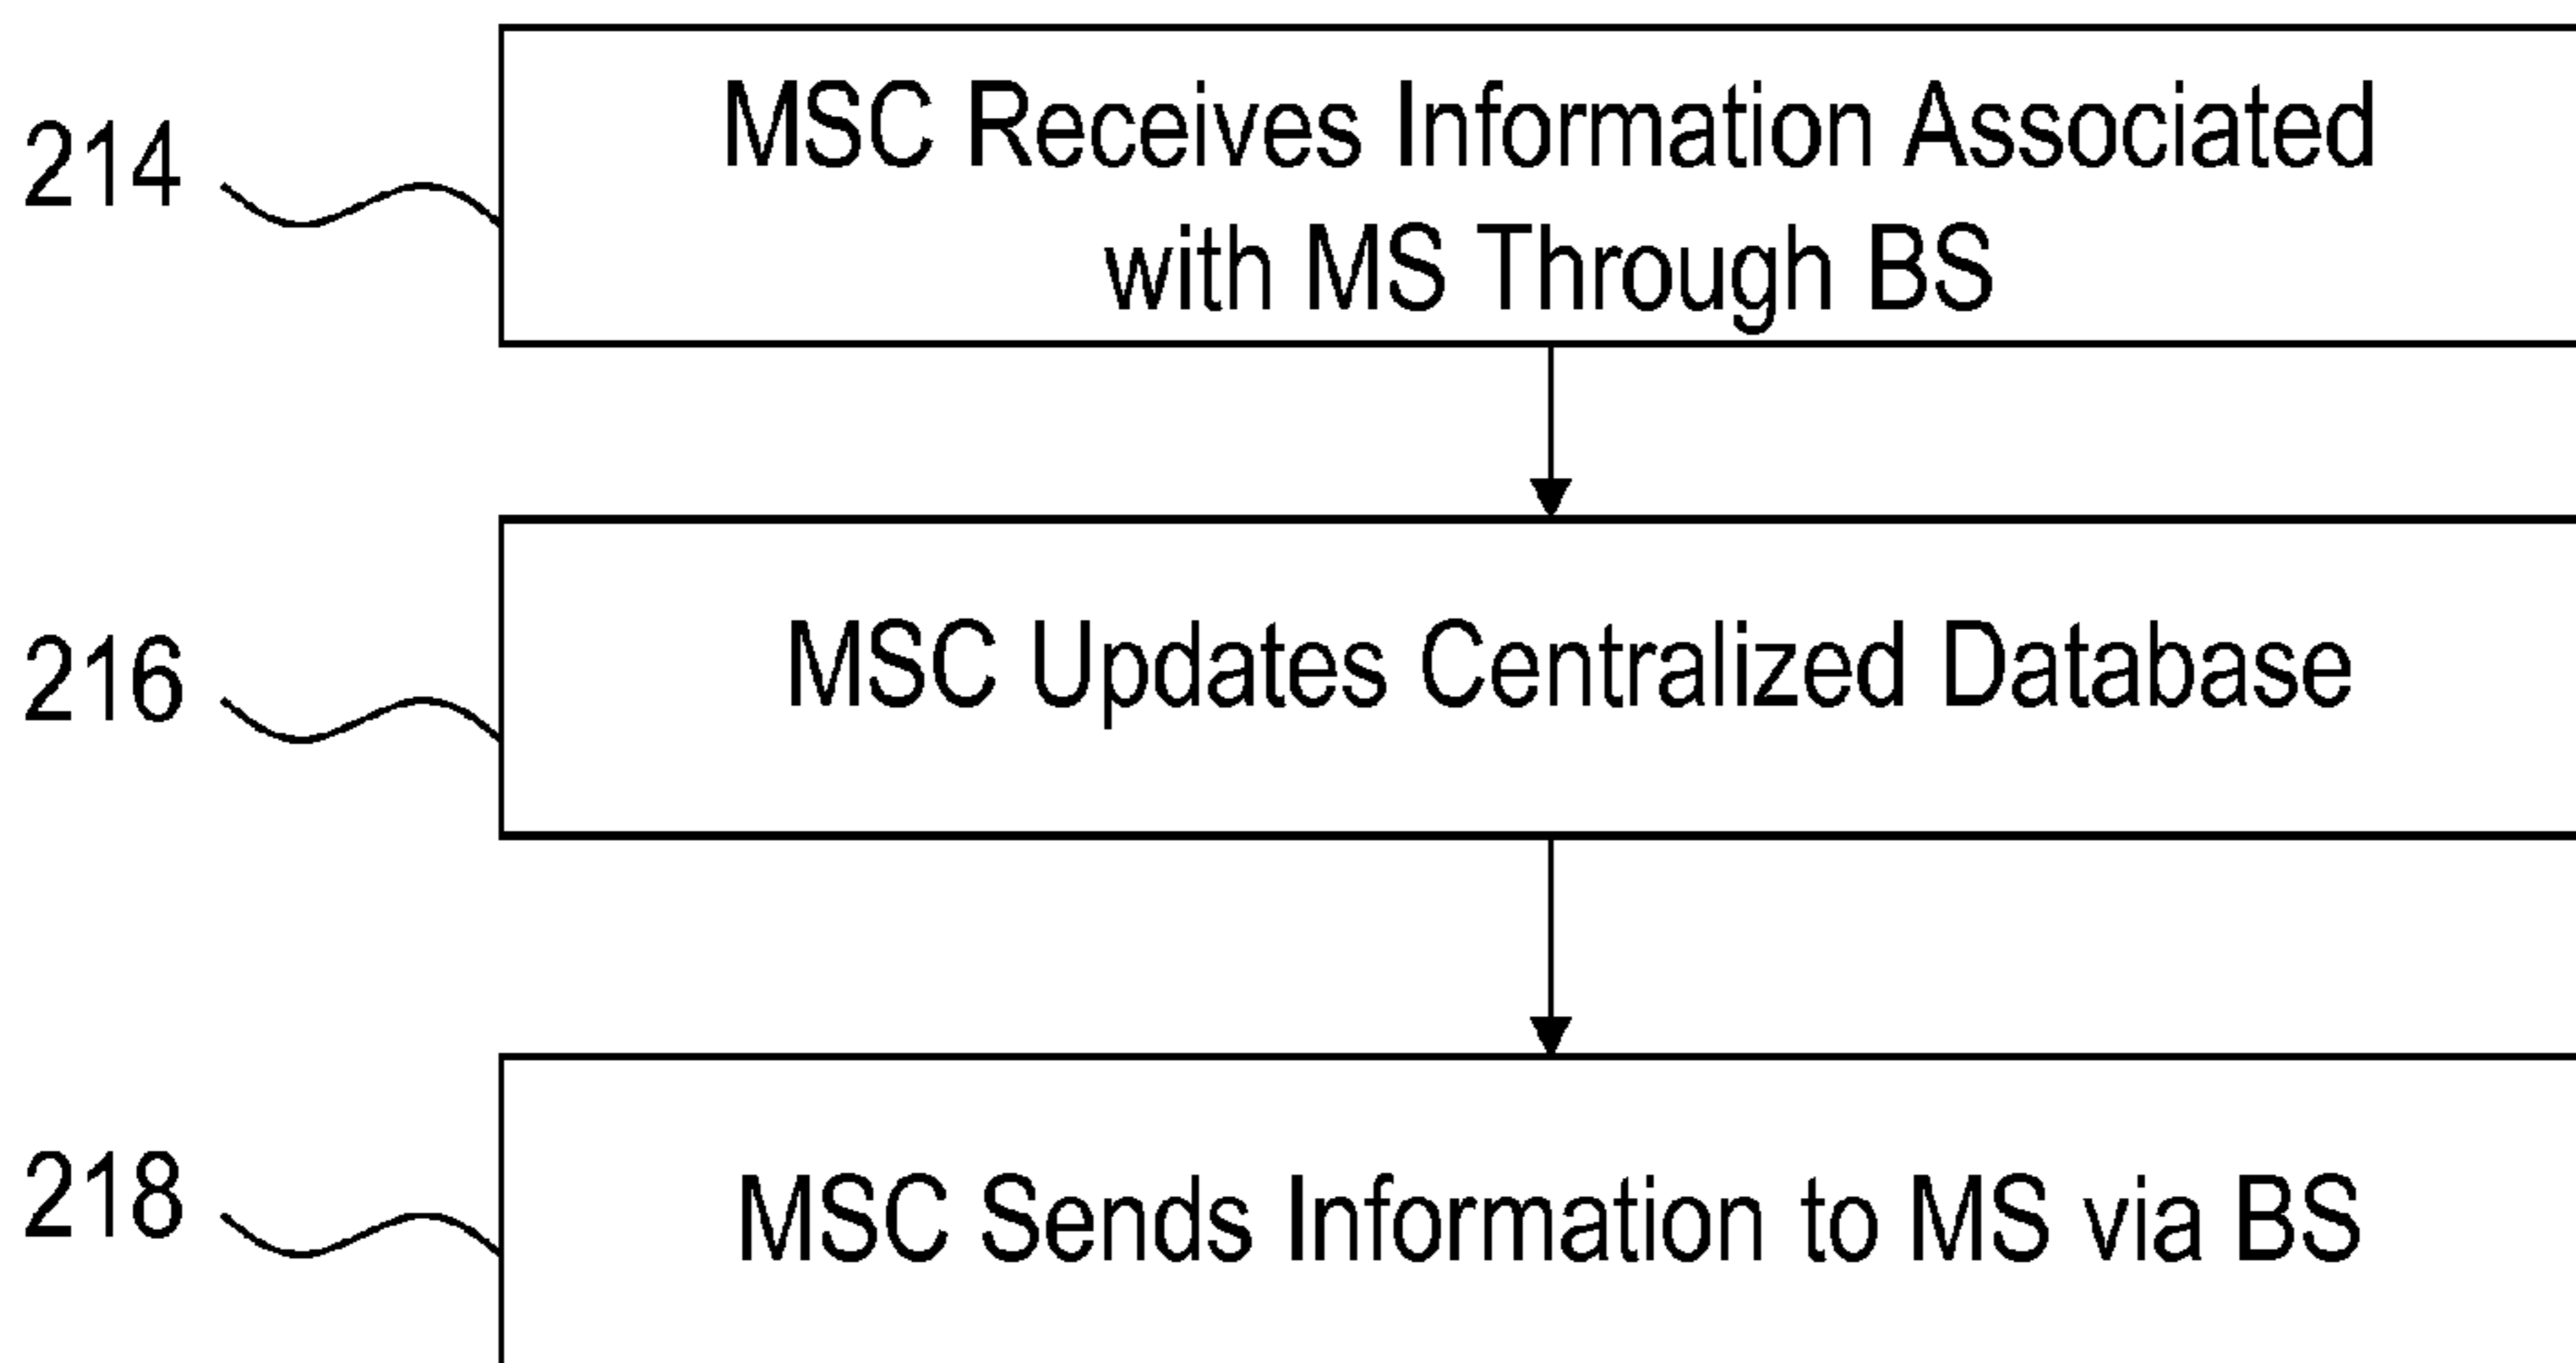 214
MSC Receives Information Associated
with MS Through BS
216
MSC Updates Centralized Database
218
MSC Sends Information to MS via BS